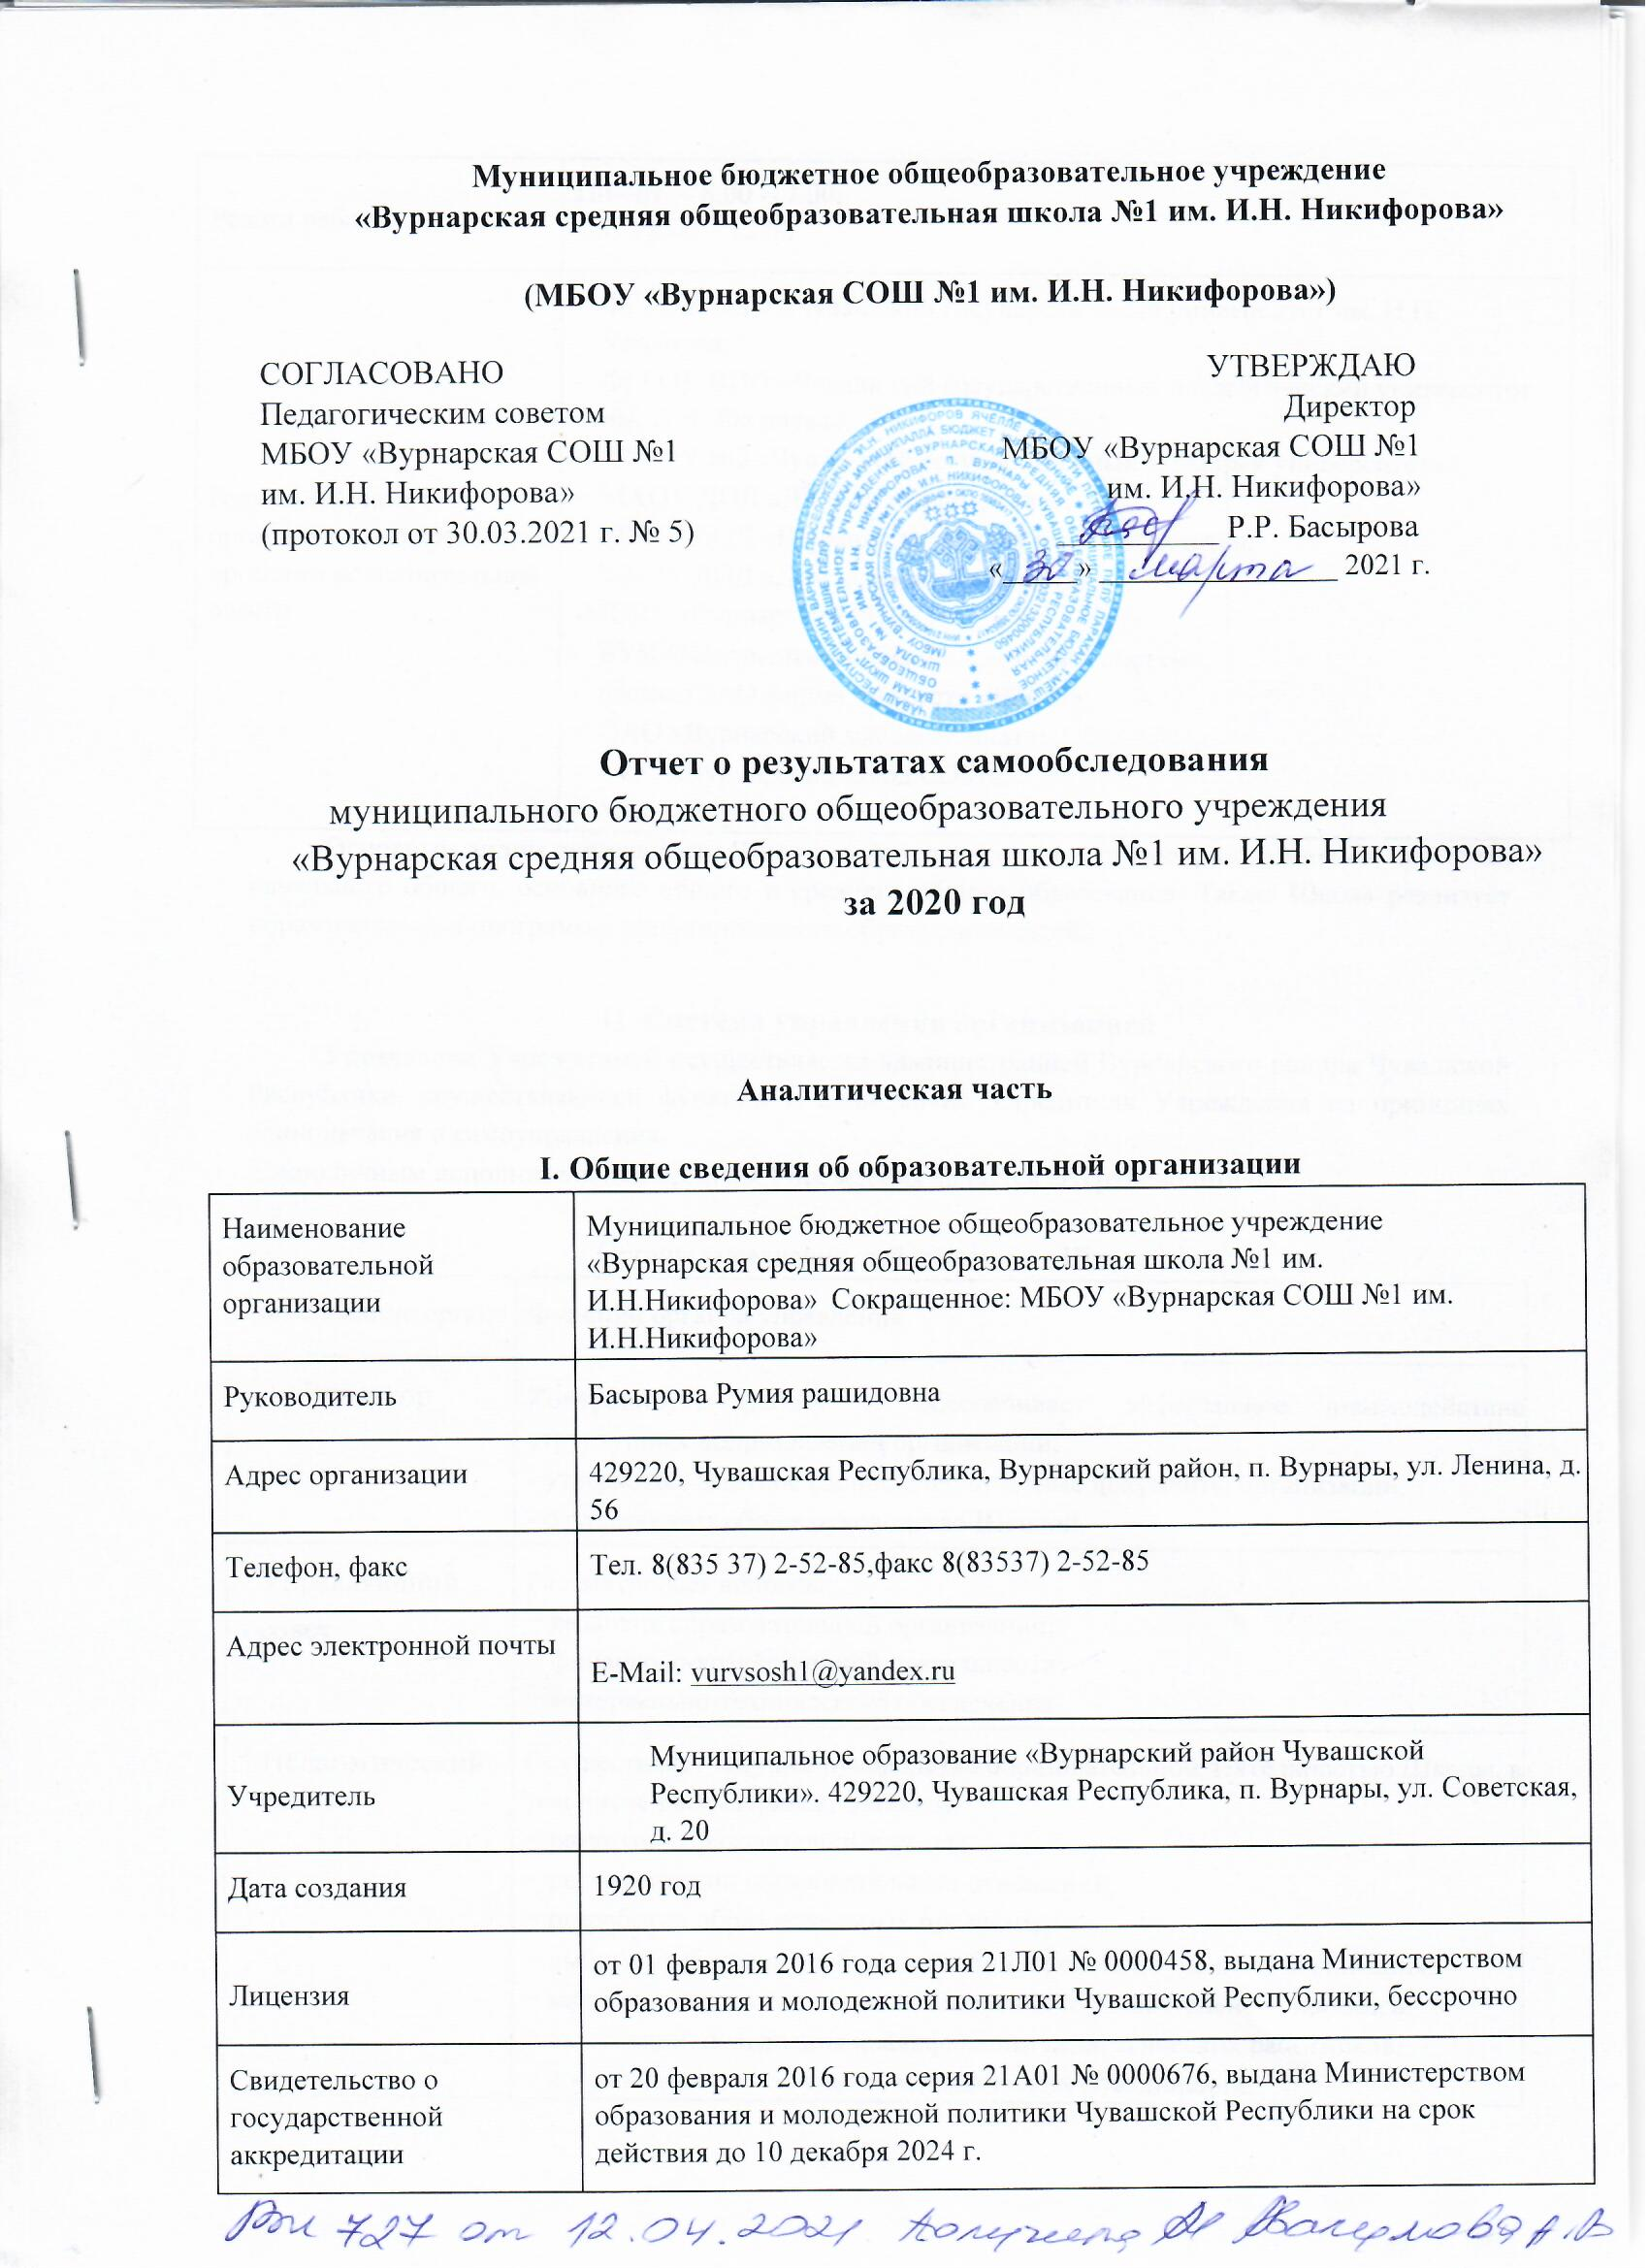 Муниципальное бюджетное общеобразовательное учреждение
«Вурнарская средняя общеобразовательная школа №1 им. И.Н. Никифорова»
(МБОУ «Вурнарская СОШ №1 им. И.Н. Никифорова»)
СОГЛАСОВАНО
Педагогическим советом
МБОУ «Вурнарская СОШ №1
им. И.Н. Никифорова»
(протокол от 30.03.2021 г. № 5)
УТВЕРЖДАЮ
Директор
МБОУ «Вурнарская СОШ №1
им. И.Н. Никифорова»
Р.Р. Басырова
«30» марта 2021 г.
Отчет о результатах самообследования
муниципального бюджетного общеобразовательного учреждения
«Вурнарская средняя общеобразовательная школа №1 им. И.Н. Никифорова»
за 2020 год
Аналитическая часть
I. Общие сведения об образовательной организации
Наименование
образовательной
организации
Муниципальное бюджетное общеобразовательное учреждение
«Вурнарская средняя общеобразовательная школа №1 им.
И.Н.Никифорова» Сокращенное: МБОУ «Вурнарская СОШ №1 им.
И.Н.Никифорова»
Руководитель
Басырова Румия рашидовна
Адрес организации
429220, Чувашская Республика, Вурнарский район, п. Вурнары, ул. Ленина, д.
56
Телефон, факс
Тел. 8(835 37) 2-52-85,факс 8(83537) 2-52-85
Адрес электронной почты
E-Mail: vurvsosh1@yandex.ru
Учредитель
Муниципальное образование «Вурнарский район Чувашской
Республики». 429220, Чувашская Республика, п. Вурнары, ул. Советская,
д. 20
Дата создания
1920 год
Лицензия
от 01 февраля 2016 года серия 21Л01 № 0000458, выдана Министерством
образования и молодежной политики Чувашской Республики, бессрочно
Свидетельство о
государственной
аккредитации
от 20 февраля 2016 года серия 21А01 № 0000676, выдана Министерством
образования и молодежной политики Чувашской Республики на срок
действия до 10 декабря 2024 г.
727 от 12.04.2021